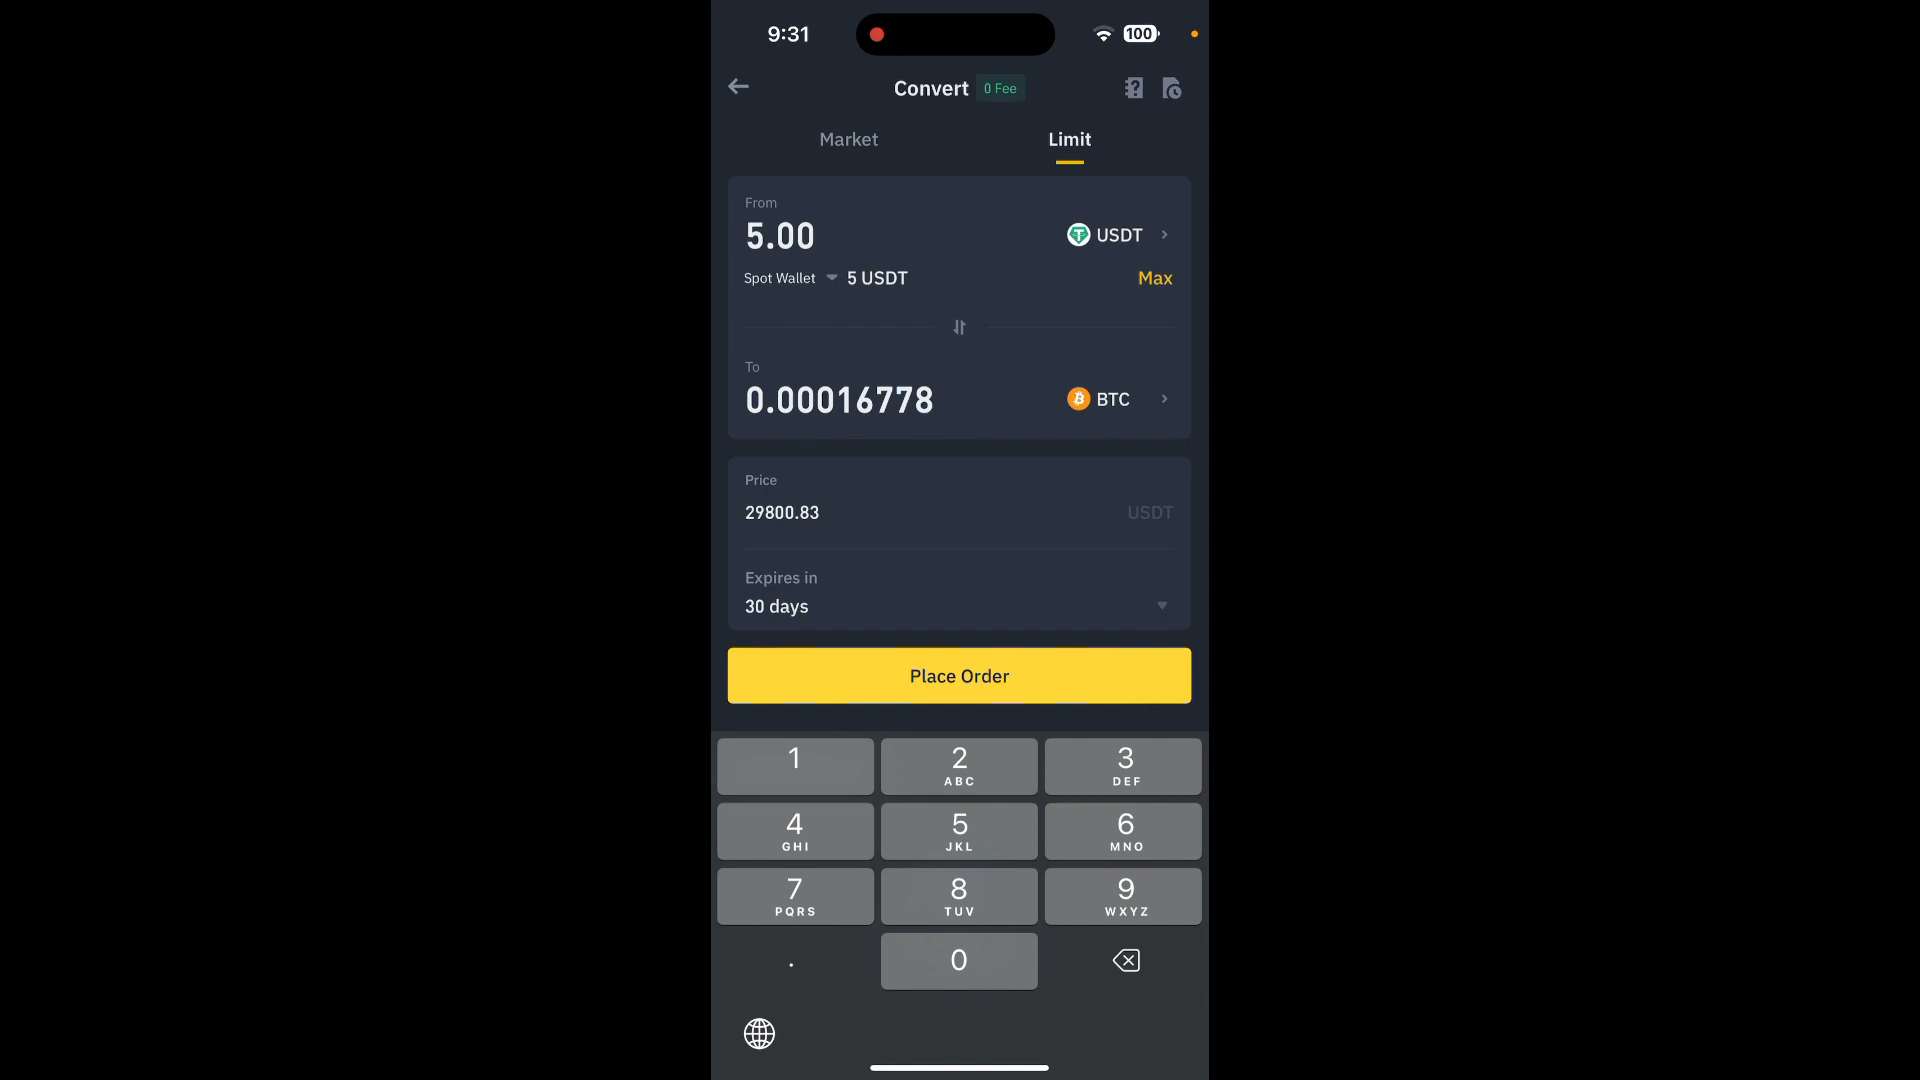 9:31
100
Convert 0 Fee
Market Limit
From
5.00 USDT
Spot Wallet 5 USDT Max
To
0.00016778 BTC
Price
29800.83 USDT
Expires in
30 days
Place Order
1 2 3
ABC DEF
4 5 6
GHI JKL MNO
7 8 9
PQRS TUV WXYZ
. 0